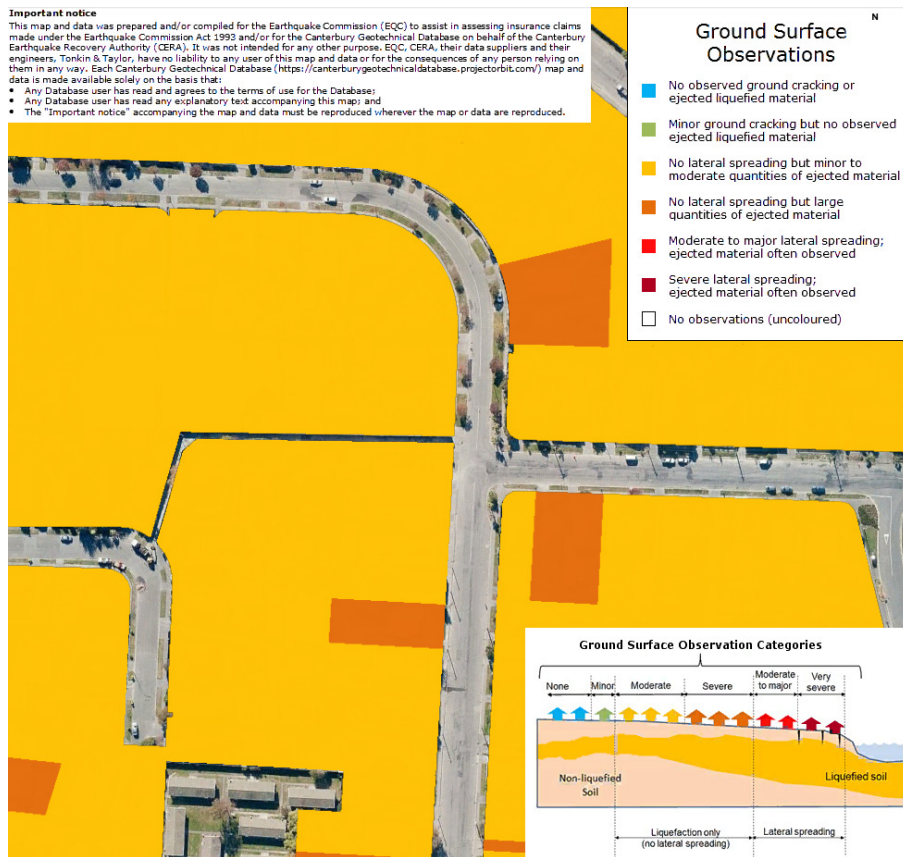 Important notice
This map and data was prepared and/or compiled for the Earthquake Commission (EQC) to assist in assessing insurance claims
made under the Earthquake Commission Act 1993 and/or for the Canterbury Geotechnical Database on behalf of the Canterbury
Earthquake Recovery Authority (CERA). It was not intended for any other purpose. EQC, CERA, their data suppliers and their
engineers, Tonkin & Taylor, have no liability to any user of this map and data or for the consequences of any person relying on
them in any way. Each Canterbury Geotechnical Database (https://canterburygeotechnicaldatabase.projectorbit.com/) map and
data is made available solely on the basis that:
• Any Database user has read and agrees to the terms of use for the Database;
• Any Database user has read any explanatory text accompanying this map; and
• The "Important notice" accompanying the map and data must be reproduced wherever the map or data are reproduced.
N
Ground Surface
Observations
No observed ground cracking or
ejected liquefied material
Minor ground cracking but no observed
ejected liquefied material
No lateral spreading but minor to
moderate quantities of ejected material
No lateral spreading but large
quantities of ejected material
Moderate to major lateral spreading;
ejected material often observed
Severe lateral spreading;
ejected material often observed
No observations (uncoloured)
Ground Surface Observation Categories
None
Minor
Moderate
Severe
Moderate
to major
Very
severe
Non-liquefied
Soil
Liquefied soil
Liquefaction only
(no lateral spreading)
Lateral spreading